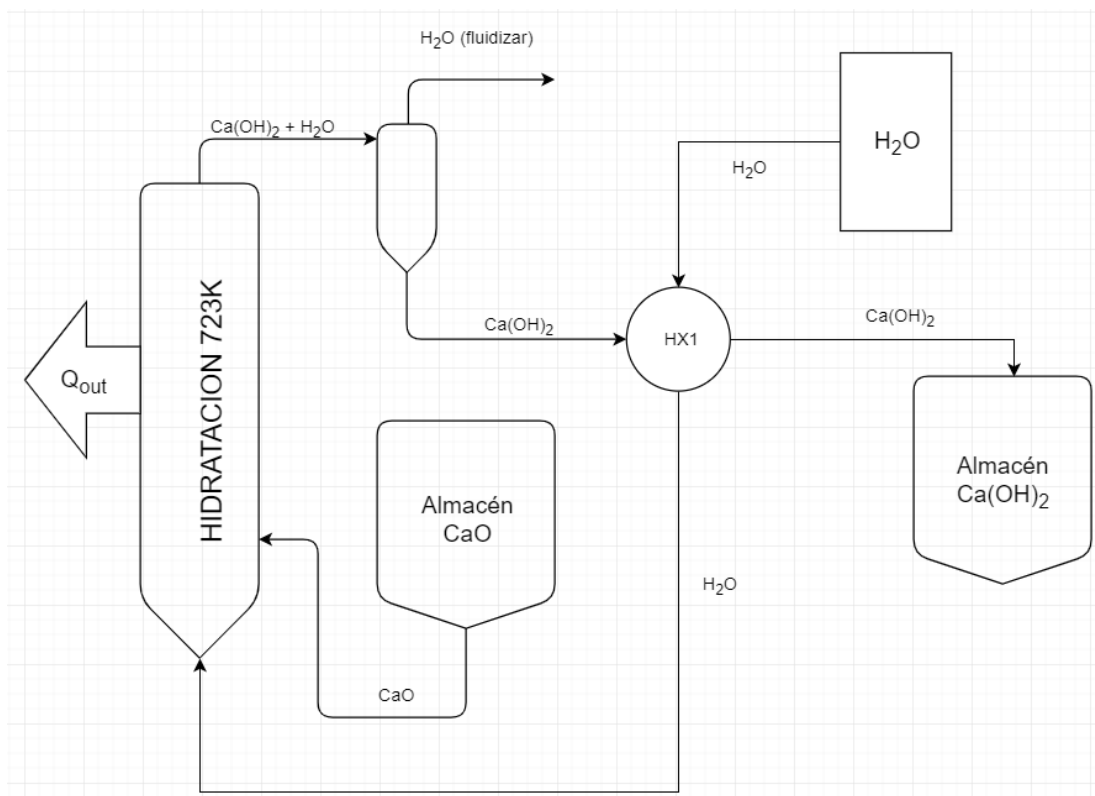 H₂O (fluidizar)
Ca(OH)₂ + H₂O
H₂O
H₂O
HIDRATACION 723K
Q_out
Ca(OH)₂
HX1
Ca(OH)₂
Almacén
CaO
Almacén
Ca(OH)₂
H₂O
CaO